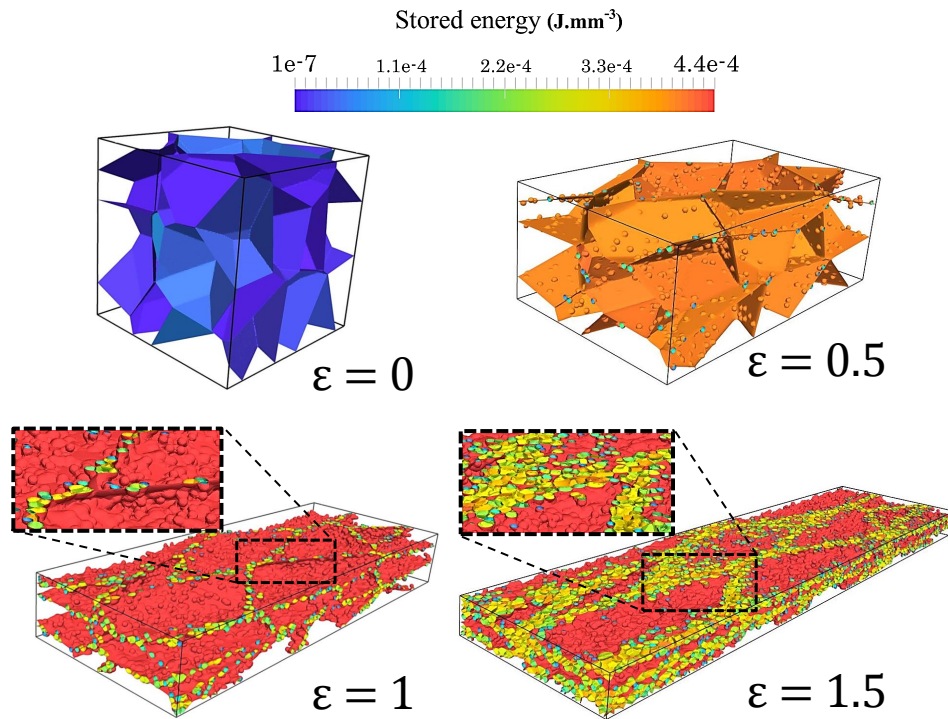 Stored energy (J.mm⁻³)
1e-7 1.1e-4 2.2e-4 3.3e-4 4.4e-4
ε = 0
ε = 0.5
ε = 1
ε = 1.5